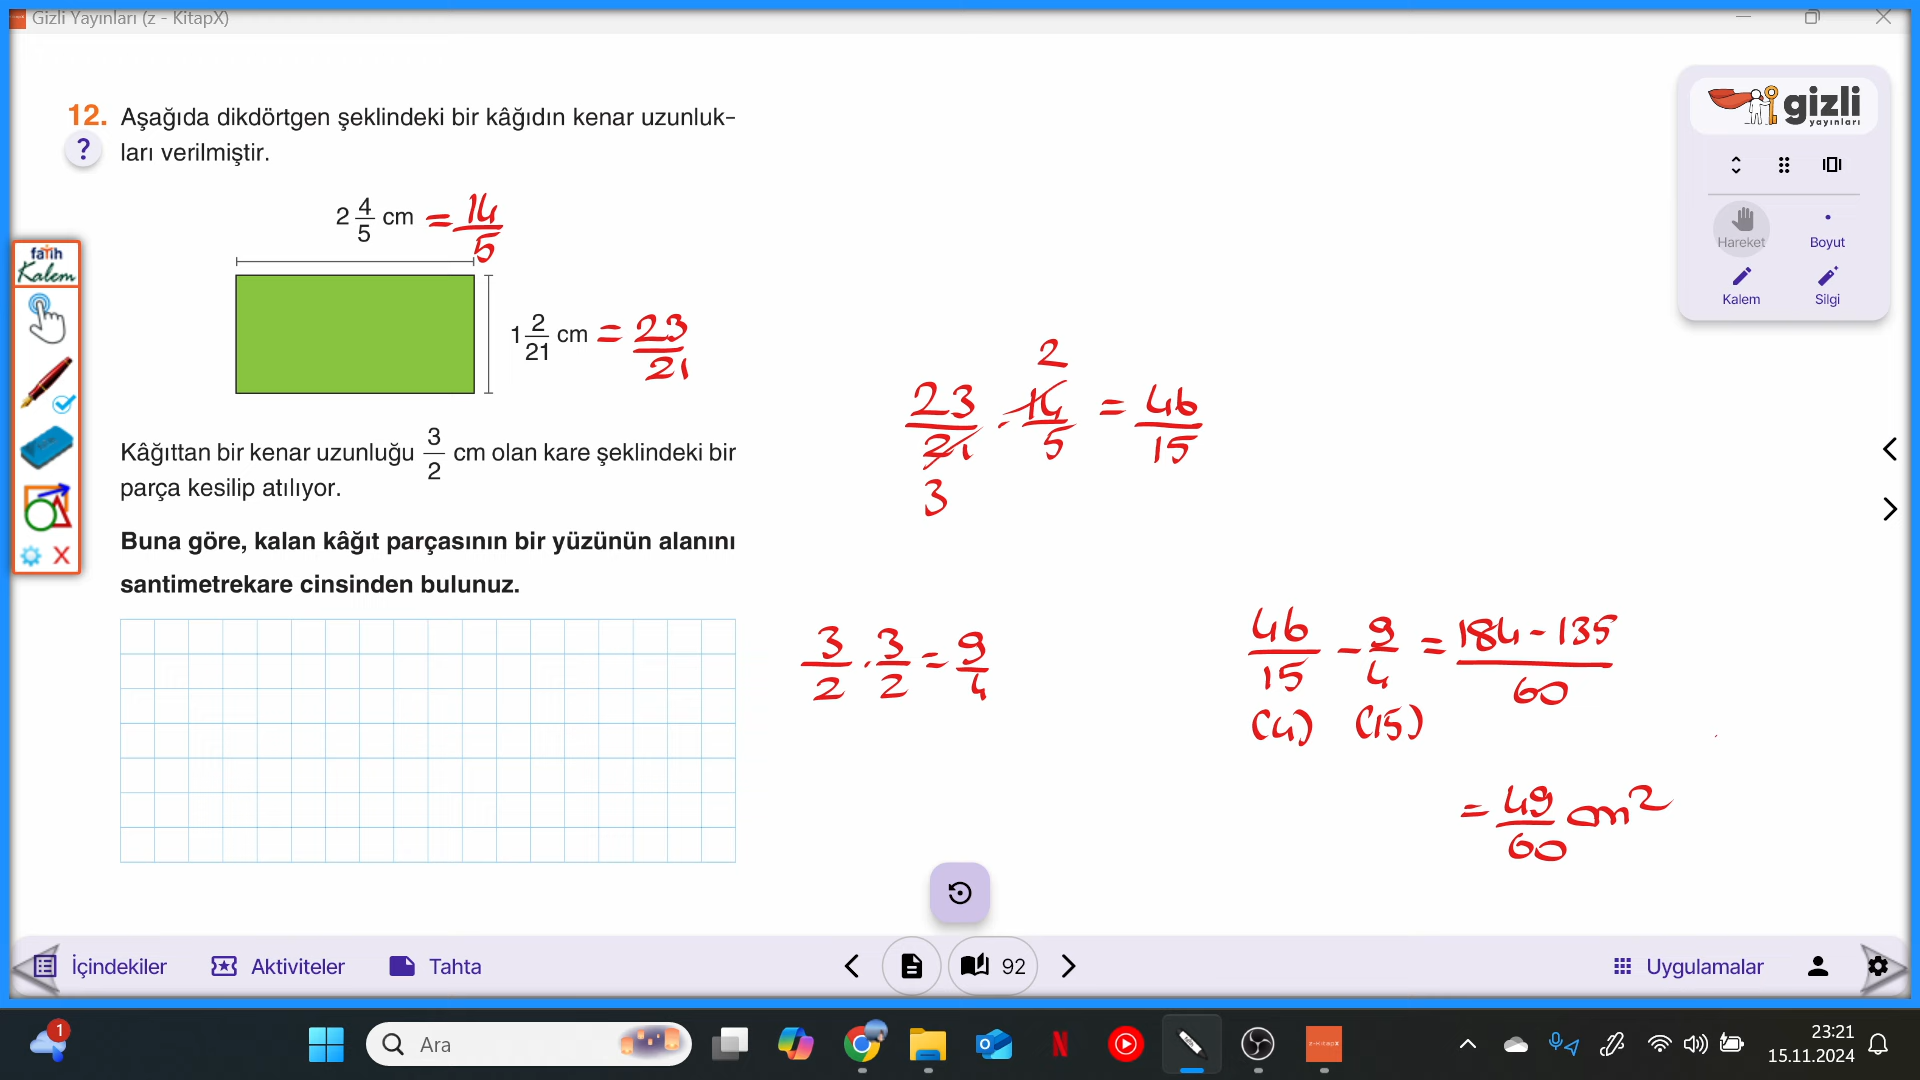 Gizli Yayınları (z - KitapX)
12. Aşağıda dikdörtgen şeklindeki bir kâğıdın kenar uzunluk-
ları verilmiştir.
?
2 4/5 cm = 14/5
1 2/21 cm = 23/21
Kâğıttan bir kenar uzunluğu 3/2 cm olan kare şeklindeki bir
parça kesilip atılıyor.
Buna göre, kalan kâğıt parçasının bir yüzünün alanını
santimetrekare cinsinden bulunuz.
2
23/21 . 14/5 = 46/15
3
3/2 . 3/2 = 9/4
46/15 - 9/4 = 184-135/60
(4) (15)
= 49/60 cm²
fatih
Kalem
gizli
yayınları
Hareket
Boyut
Kalem
Silgi
İçindekiler
Aktiviteler
Tahta
92
Uygulamalar
1
Ara
23:21
15.11.2024